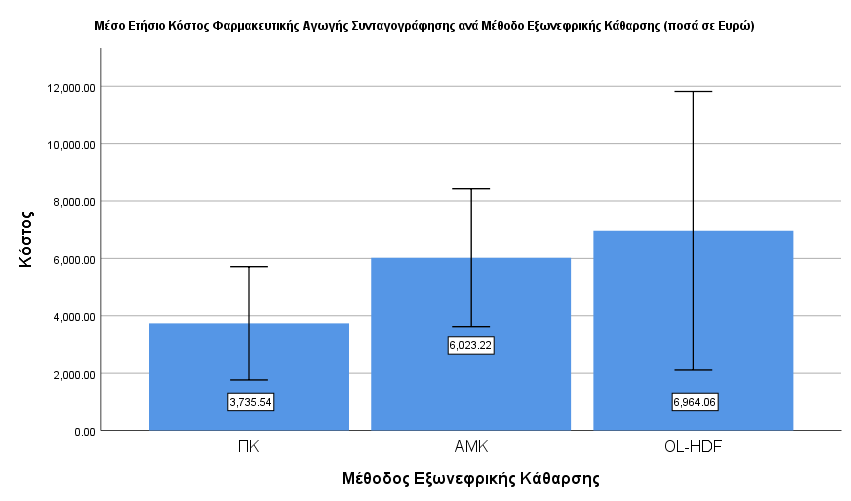 Μέσο Ετήσιο Κόστος Φαρμακευτικής Αγωγής Συνταγογράφησης ανά Μέθοδο Εξωνεφρικής Κάθαρσης (ποσά σε Ευρώ)
12,000.00
10,000.00
8,000.00
6,000.00
4,000.00
2,000.00
0.00
Κόστος
3,735.54
6,023.22
6,964.06
ΠΚ
ΑΜΚ
OL-HDF
Μέθοδος Εξωνεφρικής Κάθαρσης